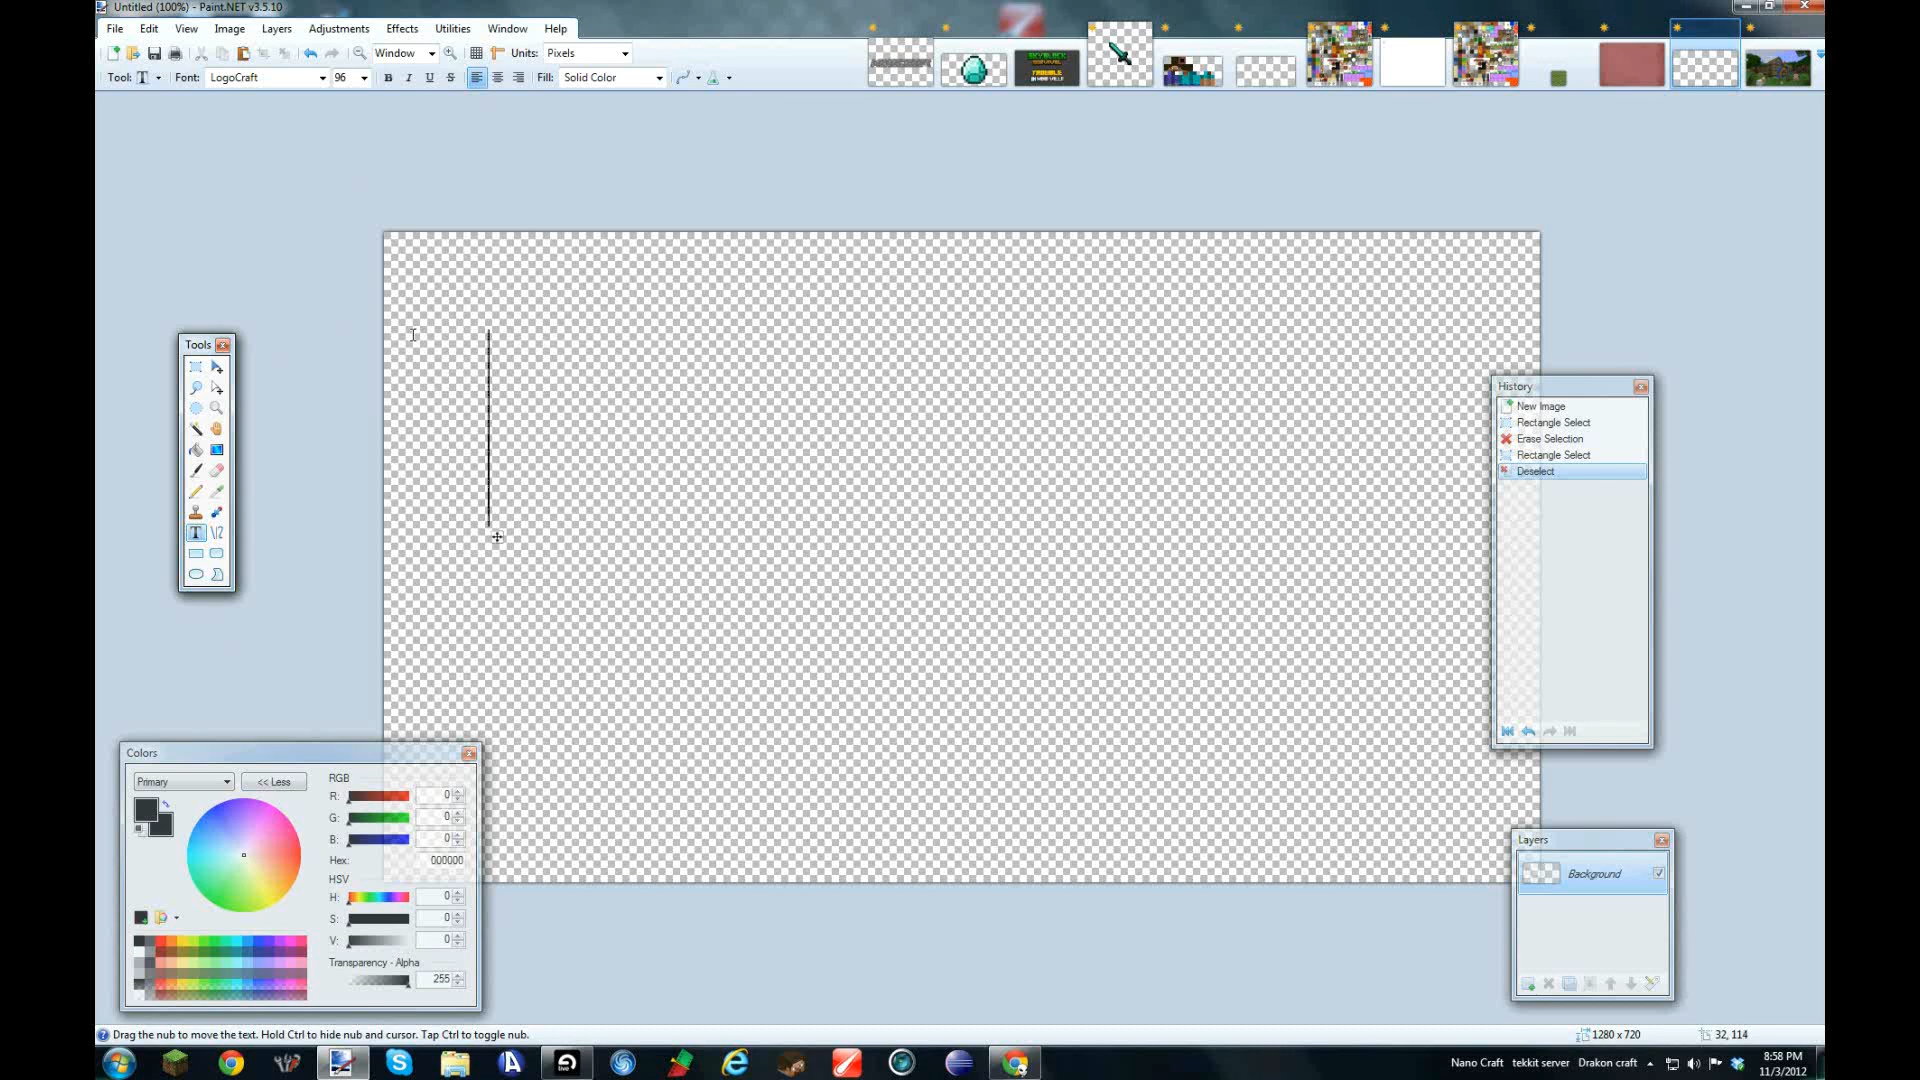 Untitled (100%) - Paint.NET v3.5.10
File Edit View Image Layers Adjustments Effects Utilities Window Help
Window Units: Pixels
Tool: T Font: LogoCraft 96 B I U S Fill: Solid Color
SKYBLOCK
TROUBLE
Tools
T
History
New Image
Rectangle Select
Erase Selection
Rectangle Select
Deselect
Colors
Primary << Less
RGB
R: 0
G: 0
B: 0
Hex: 000000
HSV
H: 0
S: 0
V: 0
Transparency - Alpha
255
Layers
Background
Drag the nub to move the text. Hold Ctrl to hide nub and cursor. Tap Ctrl to toggle nub.
1280 x 720
32, 114
Nano Craft tekkit server Drakon craft
8:58 PM
11/3/2012